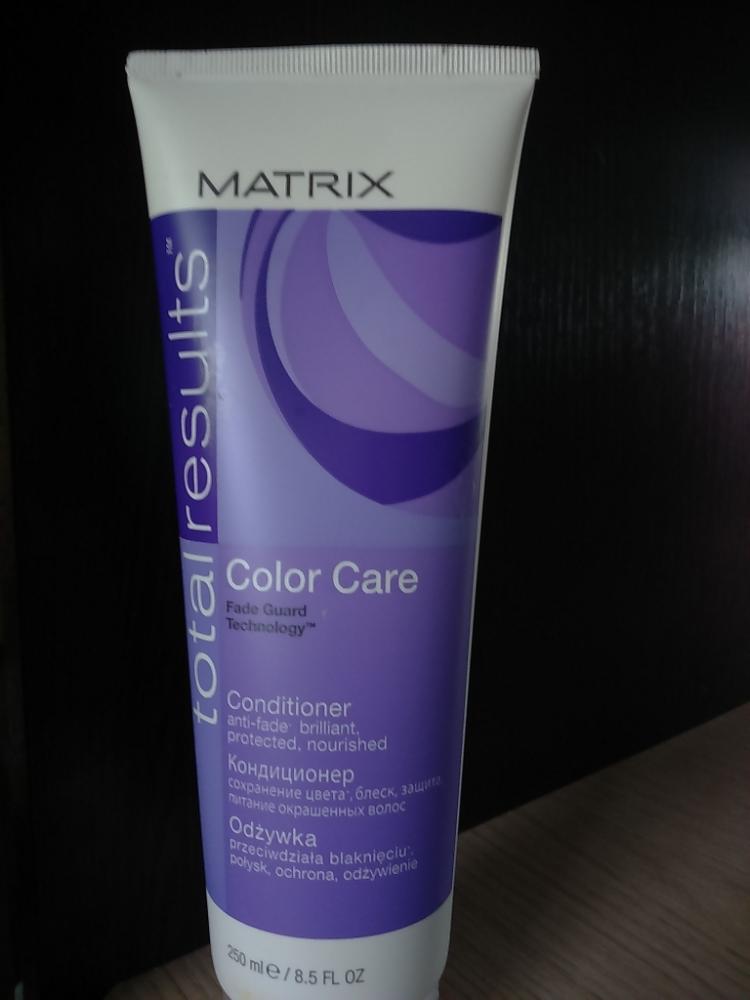 MATRIX
total results™
Color Care
Fade Guard
Technology™
Conditioner
anti-fade* brilliant,
protected, nourished
Кондиционер
сохранение цвета*, блеск, защита,
питание окрашенных волос
Odżywka
przeciwdziała blaknięciu*,
połysk, ochrona, odżywienie
250 ml e / 8.5 FL OZ